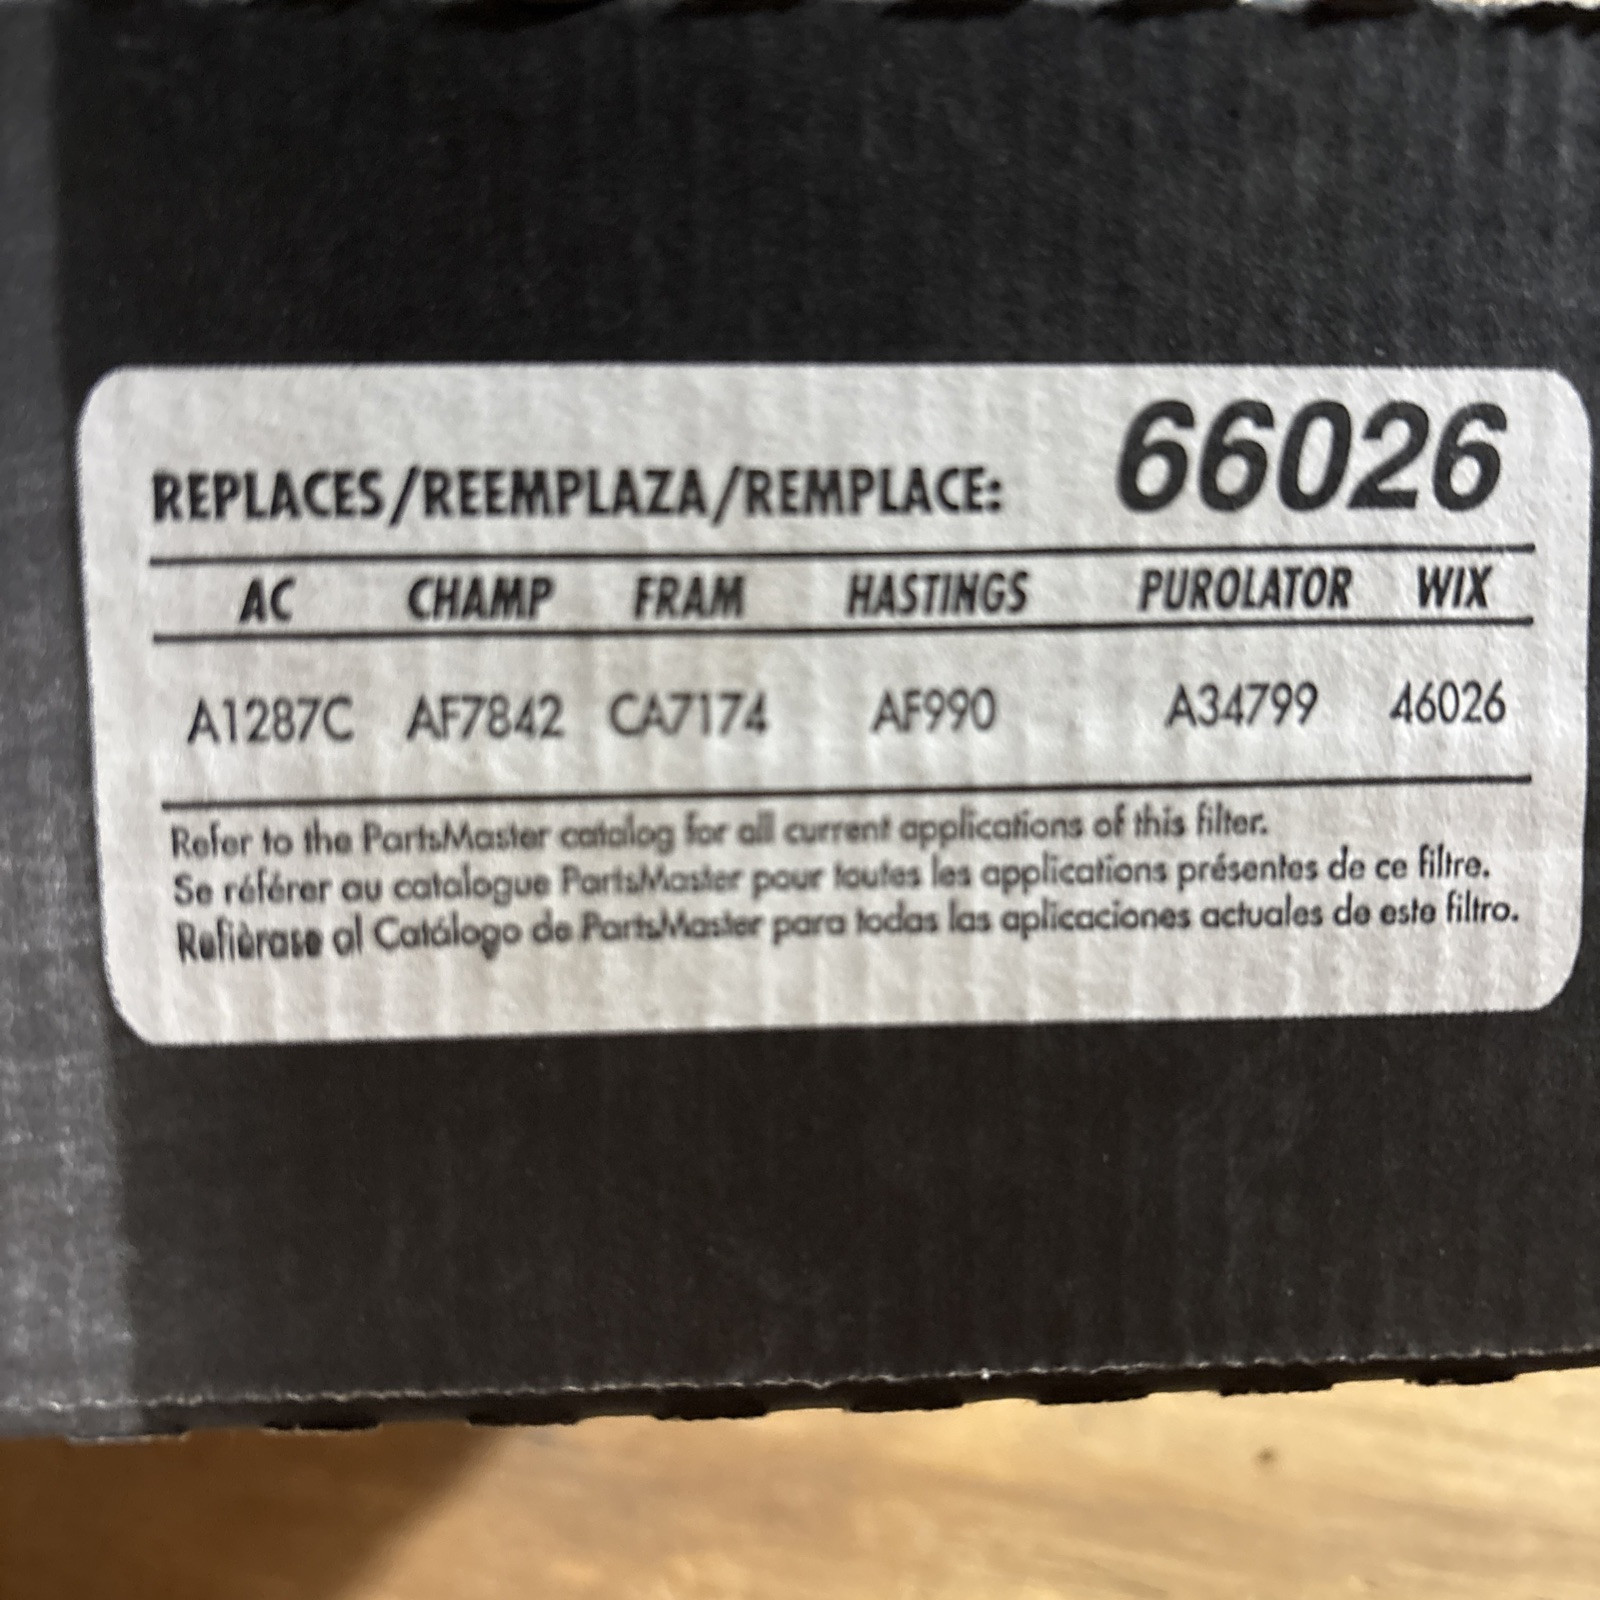 66026
REPLACES/REEMPLAZA/REMPLACE:
AC CHAMP FRAM HASTINGS PUROLATOR WIX
A1287C AF7842 CA7174 AF990 A34799 46026
Refer to the PartsMaster catalog for all current applications of this filter.
Se référer au catalogue PartsMaster pour toutes les applications présentes de ce filtre.
Refièrase al Catálogo de PartsMaster para todas las aplicaciones actuales de este filtro.